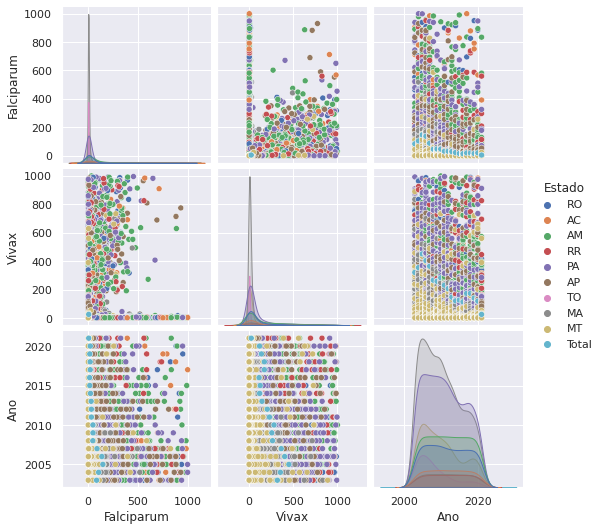 1000
800
600
400
200
0
Falciparum
1000
800
600
400
200
0
Vivax
2020
2015
2010
2005
Ano
0 500 1000
Falciparum
0 500 1000
Vivax
2000 2020
Ano
Estado
RO
AC
AM
RR
PA
AP
TO
MA
MT
Total